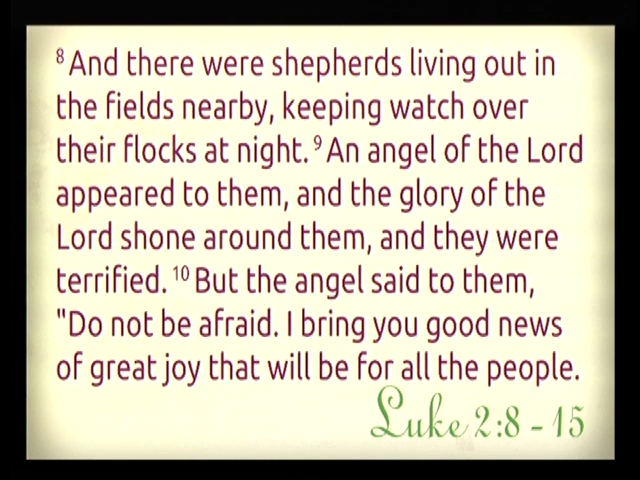 ⁸ And there were shepherds living out in
the fields nearby, keeping watch over
their flocks at night. ⁹ An angel of the Lord
appeared to them, and the glory of the
Lord shone around them, and they were
terrified. ¹⁰ But the angel said to them,
"Do not be afraid. I bring you good news
of great joy that will be for all the people.
Luke 2:8 - 15